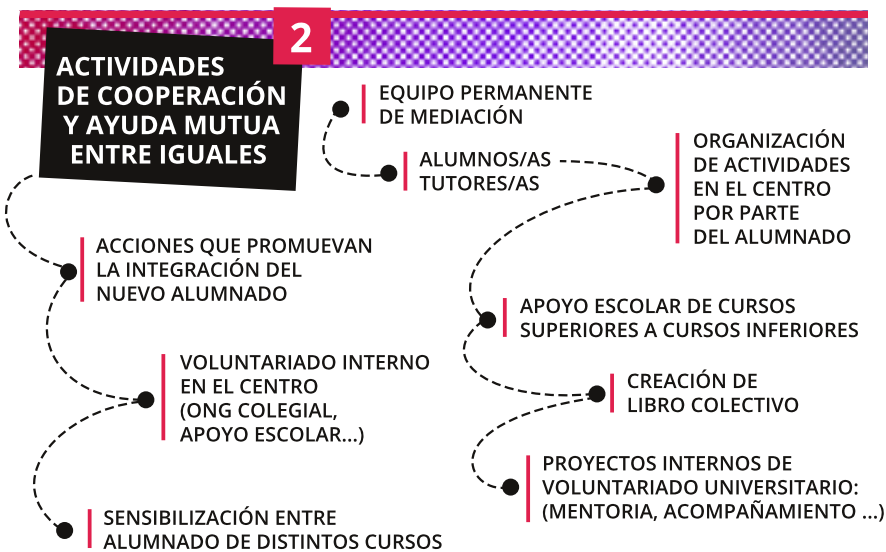 2
ACTIVIDADES
DE COOPERACIÓN
Y AYUDA MUTUA
ENTRE IGUALES
ACCIONES QUE PROMUEVAN
LA INTEGRACIÓN DEL
NUEVO ALUMNADO
VOLUNTARIADO INTERNO
EN EL CENTRO
(ONG COLEGIAL,
APOYO ESCOLAR...)
SENSIBILIZACIÓN ENTRE
ALUMNADO DE DISTINTOS CURSOS
EQUIPO PERMANENTE
DE MEDIACIÓN
ALUMNOS/AS
TUTORES/AS
ORGANIZACIÓN
DE ACTIVIDADES
EN EL CENTRO
POR PARTE
DEL ALUMNADO
APOYO ESCOLAR DE CURSOS
SUPERIORES A CURSOS INFERIORES
CREACIÓN DE
LIBRO COLECTIVO
PROYECTOS INTERNOS DE
VOLUNTARIADO UNIVERSITARIO:
(MENTORIA, ACOMPAÑAMIENTO ...)